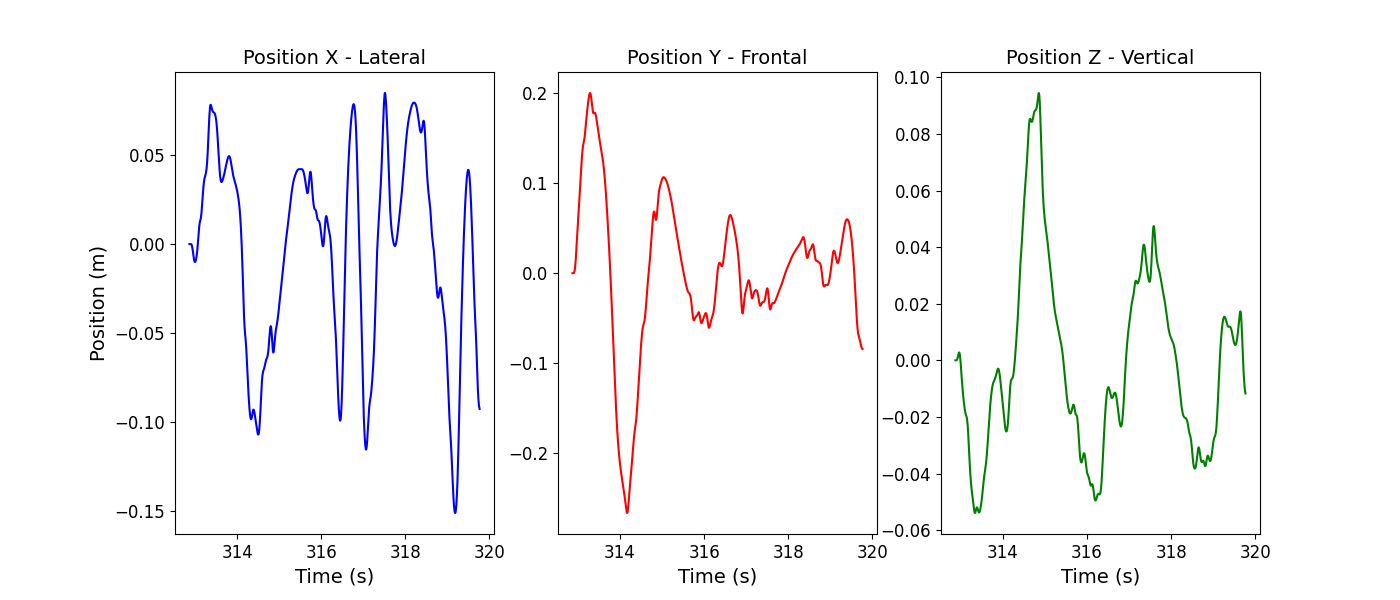 Position X - Lateral
Position (m)
0.05
0.00
−0.05
−0.10
−0.15
314 316 318 320
Time (s)
Position Y - Frontal
0.2
0.1
0.0
−0.1
−0.2
314 316 318 320
Time (s)
Position Z - Vertical
0.10
0.08
0.06
0.04
0.02
0.00
−0.02
−0.04
−0.06
314 316 318 320
Time (s)